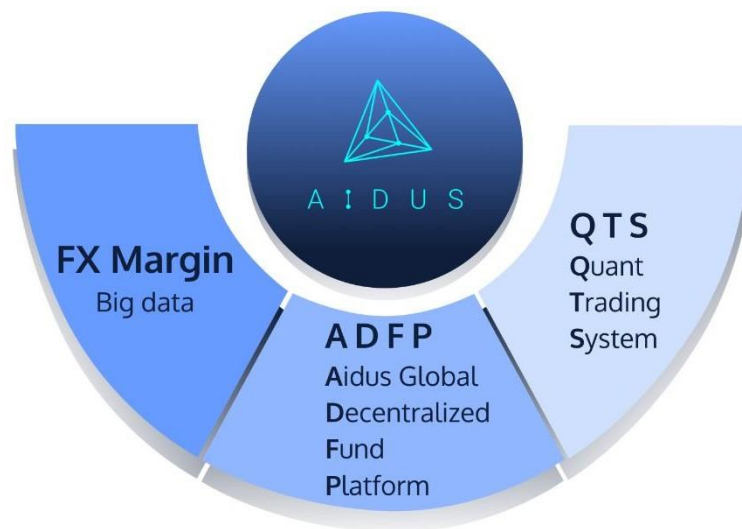 AIDUS
FX Margin
Big data
ADFP
Aidus Global
Decentralized
Fund
Platform
QTS
Quant
Trading
System